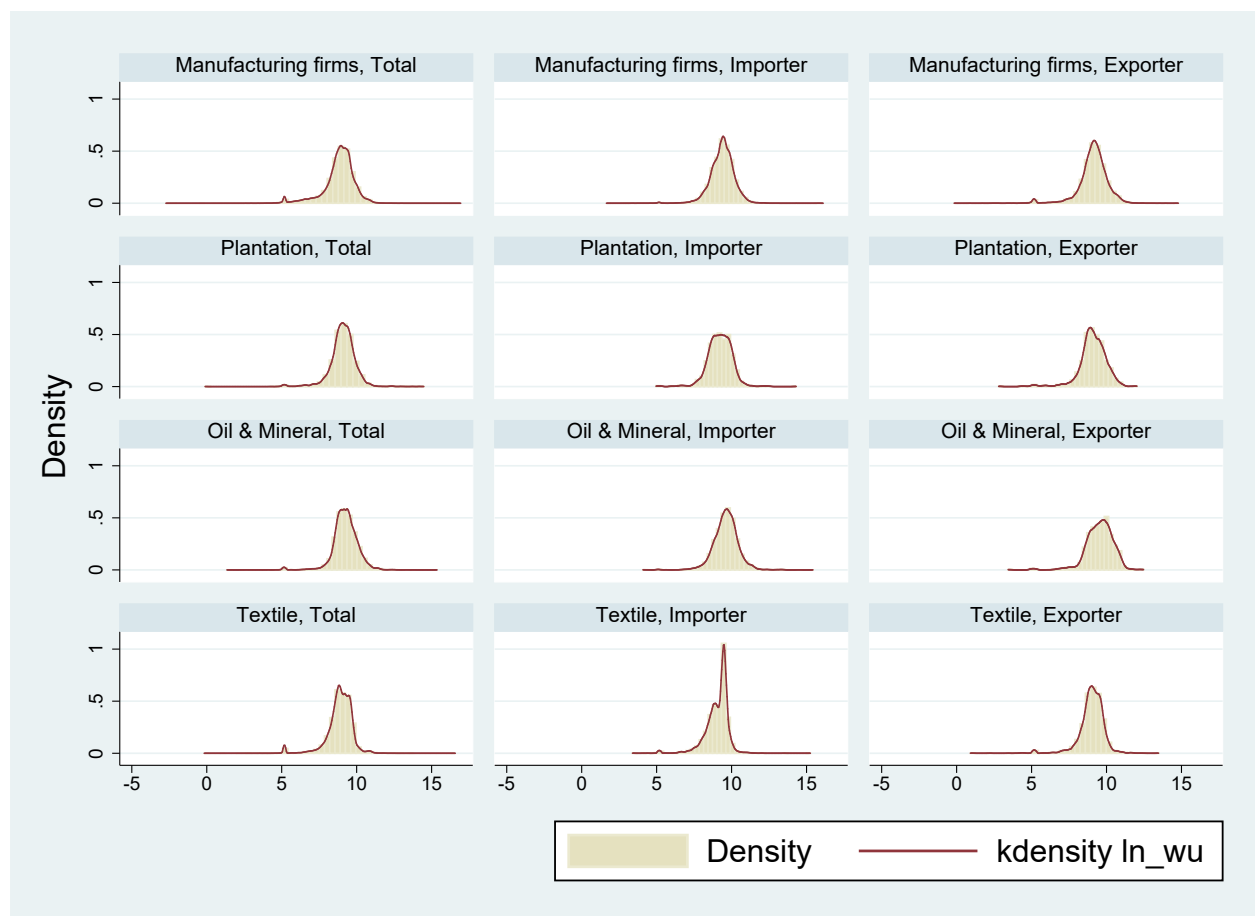 Manufacturing firms, Total
Manufacturing firms, Importer
Manufacturing firms, Exporter
1
.5
0
Plantation, Total
Plantation, Importer
Plantation, Exporter
1
.5
0
Density
Oil & Mineral, Total
Oil & Mineral, Importer
Oil & Mineral, Exporter
1
.5
0
Textile, Total
Textile, Importer
Textile, Exporter
1
.5
0
-5 0 5 10 15
-5 0 5 10 15
-5 0 5 10 15
Density
kdensity ln_wu